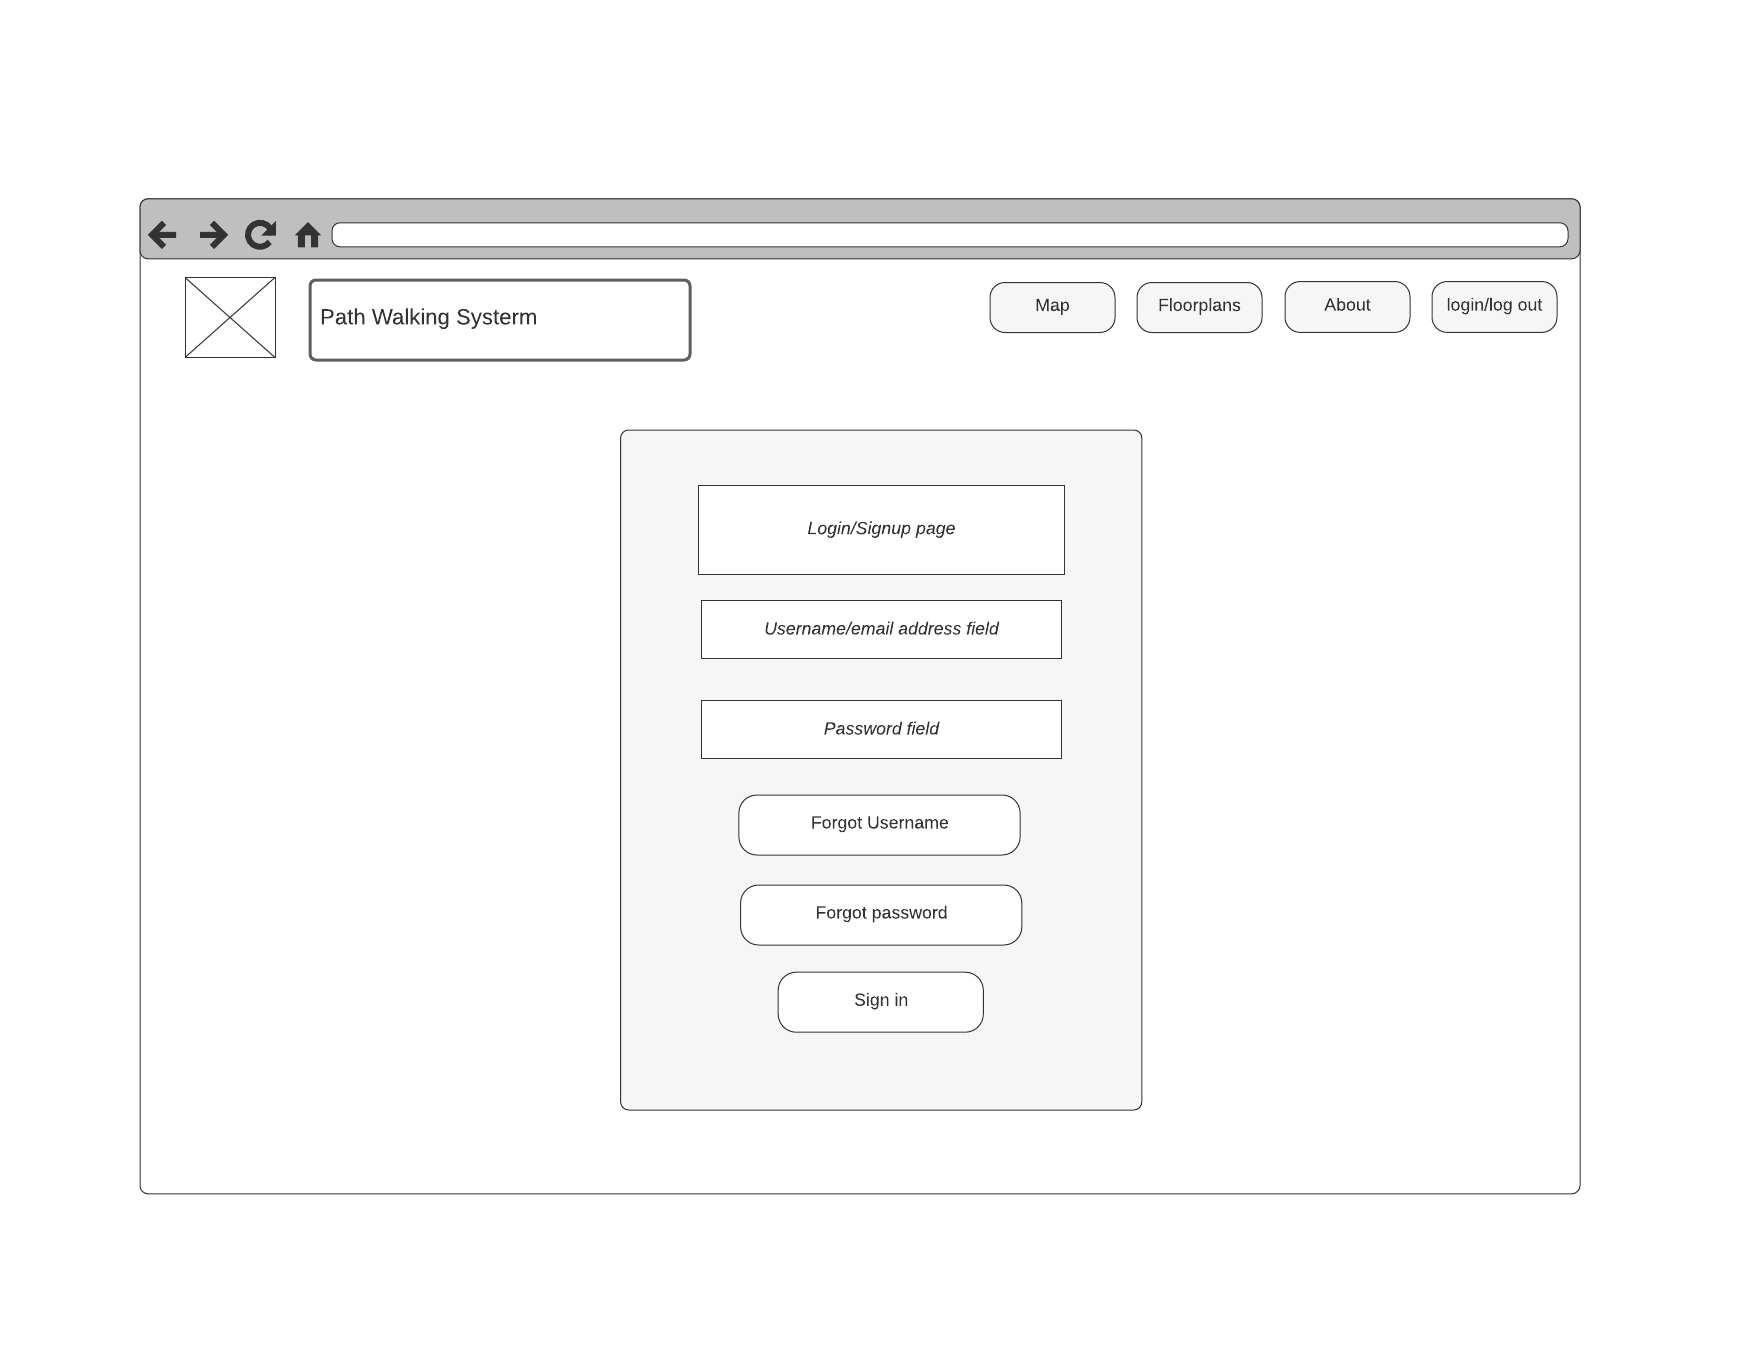 Path Walking Systerm
Map
Floorplans
About
login/log out
Login/Signup page
Username/email address field
Password field
Forgot Username
Forgot password
Sign in